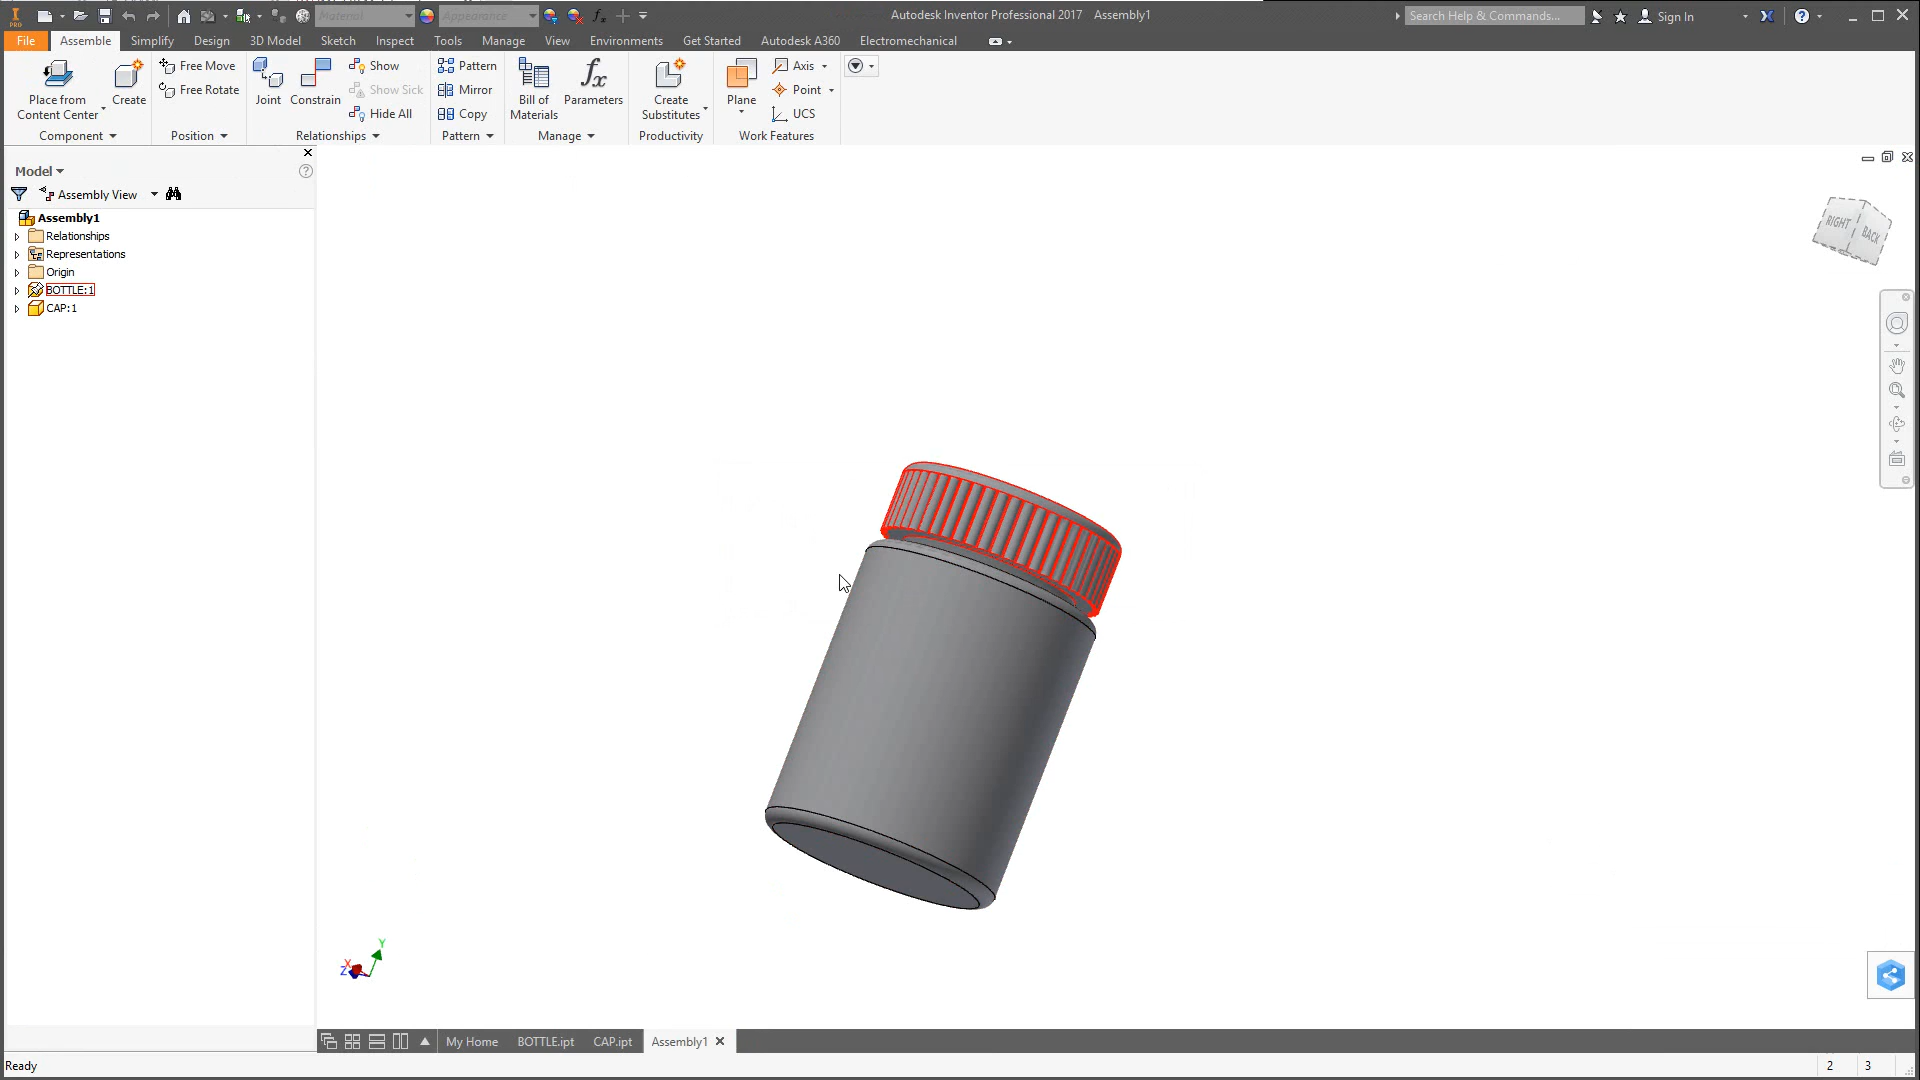 Material
Appearance
Autodesk Inventor Professional 2017 Assembly1
Search Help & Commands...
Sign In
File Assemble Simplify Design 3D Model Sketch Inspect Tools Manage View Environments Get Started Autodesk A360 Electromechanical
Place from
Content Center
Create
Component
Free Move
Free Rotate
Position
Joint
Constrain
Show
Show Sick
Hide All
Relationships
Pattern
Mirror
Copy
Pattern
Bill of
Materials
Parameters
Manage
Create
Substitutes
Productivity
Plane
Axis
Point
UCS
Work Features
Model
Assembly View
Assembly1
Relationships
Representations
Origin
BOTTLE:1
CAP:1
RIGHT
BACK
Y
X
Z
My Home BOTTLE.ipt CAP.ipt Assembly1
Ready
2 3